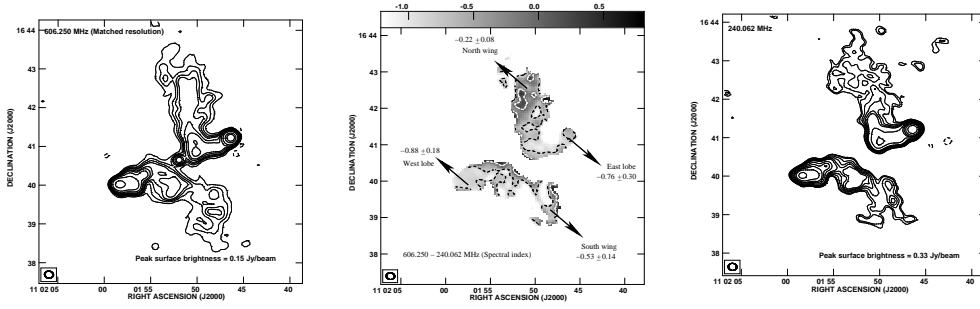 606.250 MHz (Matched resolution)
16 44
43
42
41
40
39
38
DECLINATION (J2000)
Peak surface brightness = 0.15 Jy/beam
11 02 05
00
01 55
50
45
40
RIGHT ASCENSION (J2000)
-1.0
-0.5
0.0
0.5
16 44
43
42
41
40
39
38
DECLINATION (J2000)
−0.22 ±0.08
North wing
−0.88 ±0.18
West lobe
East lobe
−0.76 ±0.30
South wing
−0.53 ±0.14
606.250 – 240.062 MHz (Spectral index)
11 02 05
00
01 55
50
45
40
RIGHT ASCENSION (J2000)
240.062 MHz
16 44
43
42
41
40
39
38
DECLINATION (J2000)
Peak surface brightness = 0.33 Jy/beam
11 02 05
00
01 55
50
45
40
RIGHT ASCENSION (J2000)